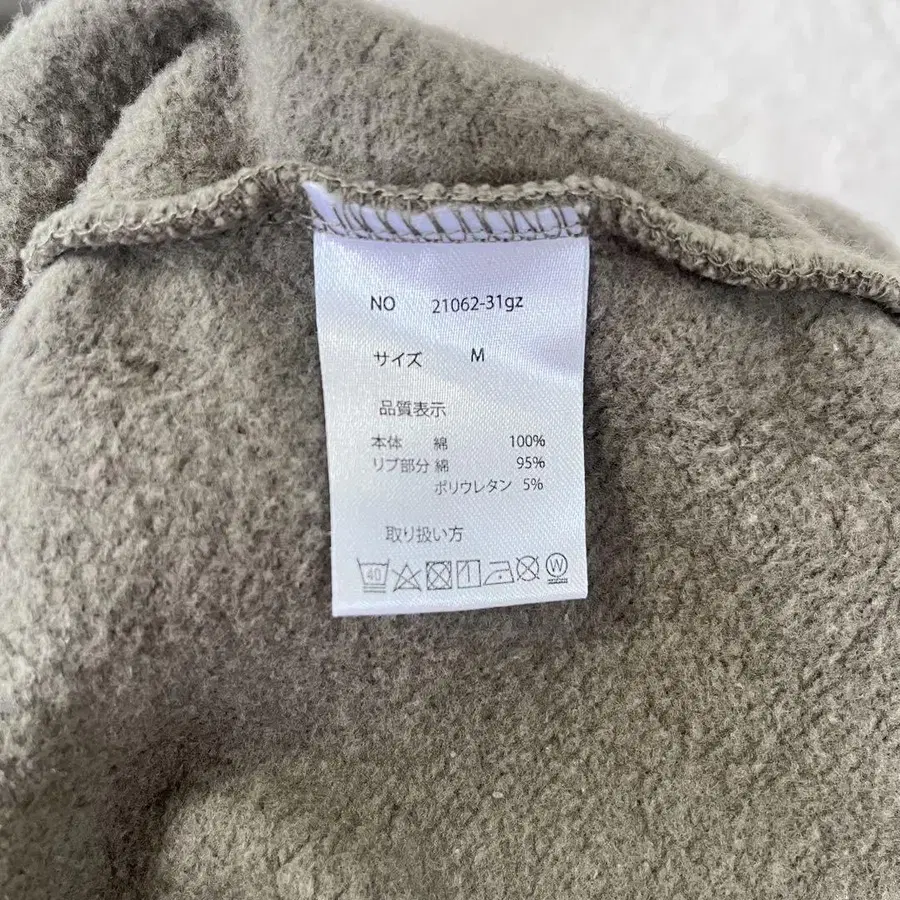 NO 21062-31gz
サイズ M
品質表示
本体 綿 100%
リブ部分 綿 95%
ポリウレタン 5%
取り扱い方
40 W